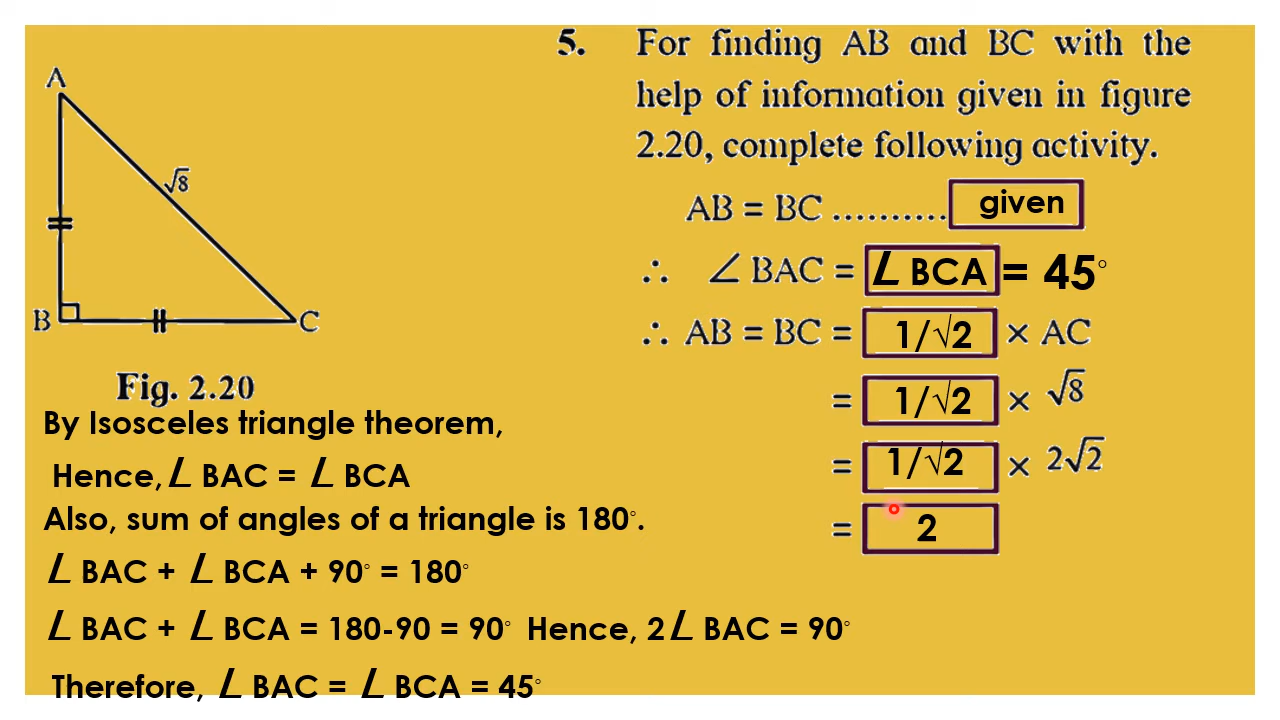 A
√8
B
C
Fig. 2.20
5. For finding AB and BC with the
help of information given in figure
2.20, complete following activity.
AB = BC .......... given
∴ ∠ BAC = ∠ BCA = 45°
∴ AB = BC = 1/√2 × AC
= 1/√2 × √8
= 1/√2 × 2√2
= 2
By Isosceles triangle theorem,
Hence, ∠ BAC = ∠ BCA
Also, sum of angles of a triangle is 180°.
∠ BAC + ∠ BCA + 90° = 180°
∠ BAC + ∠ BCA = 180-90 = 90° Hence, 2∠ BAC = 90°
Therefore, ∠ BAC = ∠ BCA = 45°